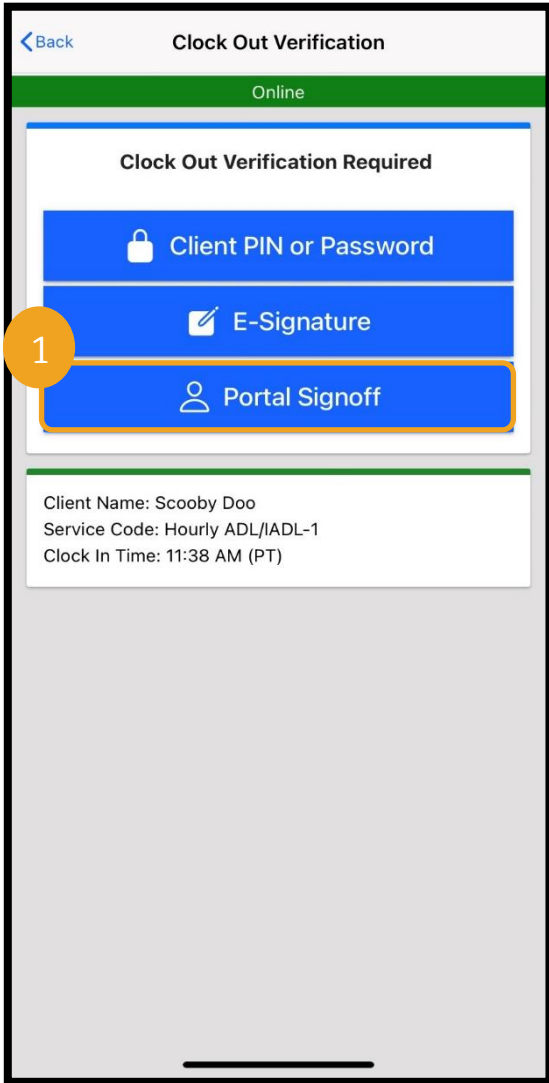 Back
Clock Out Verification
Online
Clock Out Verification Required
Client PIN or Password
E-Signature
1
Portal Signoff
Client Name: Scooby Doo
Service Code: Hourly ADL/IADL-1
Clock In Time: 11:38 AM (PT)